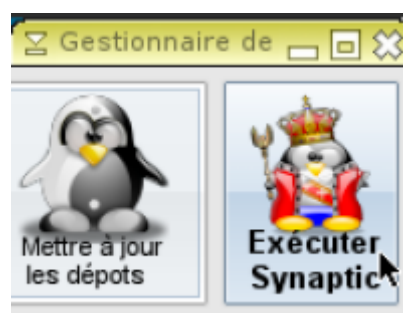 Gestionnaire de
Mettre à jour
les dépots
Exécuter
Synaptic